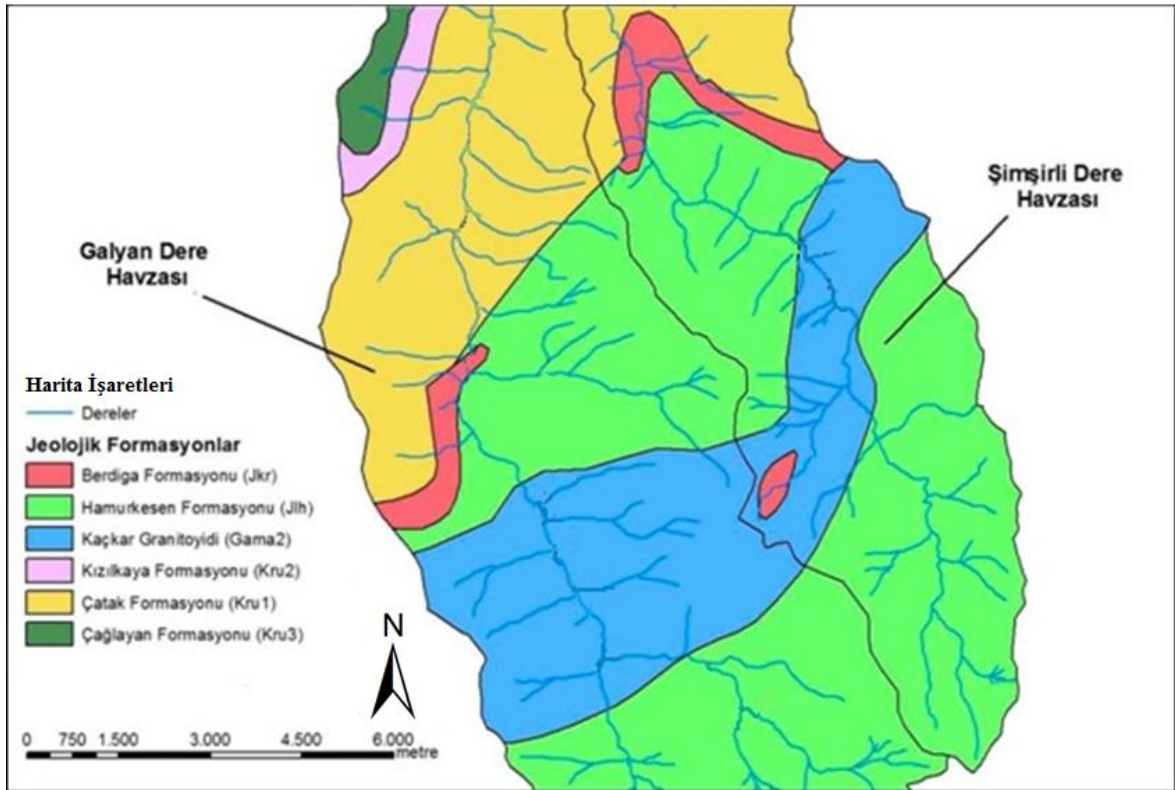 Şimşirli Dere
Havzası
Galyan Dere
Havzası
Harita İşaretleri
Dereler
Jeolojik Formasyonlar
Berdiga Formasyonu (Jkr)
Hamurkesen Formasyonu (Jlh)
Kaçkar Granitoyidi (Gama2)
Kızılkaya Formasyonu (Kru2)
Çatak Formasyonu (Kru1)
Çağlayan Formasyonu (Kru3)
N
0 750 1.500 3.000 4.500 6.000
metre